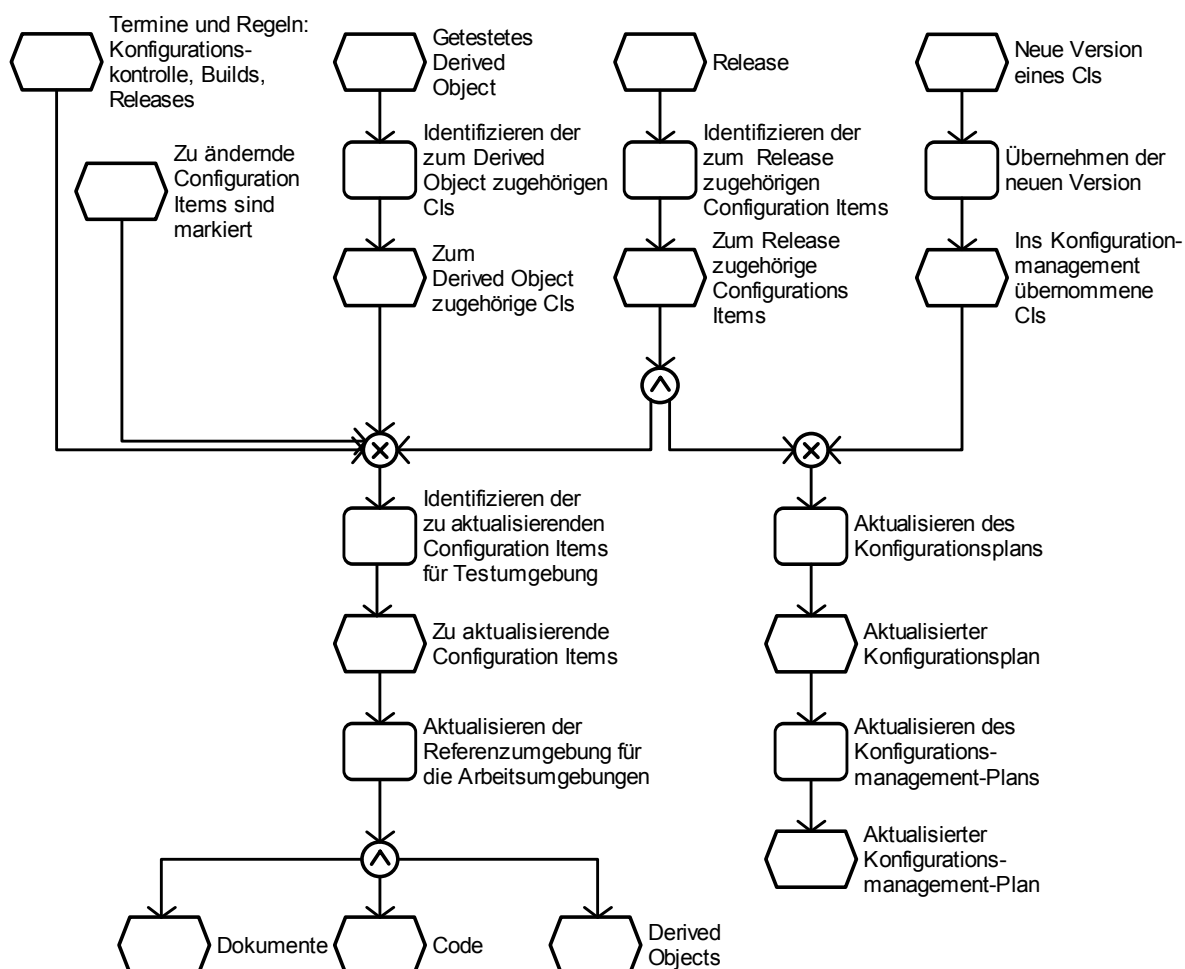 Termine und Regeln:
Konfigurations-
kontrolle, Builds,
Releases
Getestetes
Derived
Object
Release
Neue Version
eines CIs
Zu ändernde
Configuration
Items sind
markiert
Identifizieren der
zum Derived
Object zugehörigen
CIs
Identifizieren der
zum Release
zugehörigen
Configuration Items
Übernehmen der
neuen Version
Zum
Derived Object
zugehörige CIs
Zum Release
zugehörige
Configurations
Items
Ins Konfiguration-
management
übernommene
CIs
Identifizieren der
zu aktualisierenden
Configuration Items
für Testumgebung
Aktualisieren des
Konfigurationsplans
Zu aktualisierende
Configuration Items
Aktualisierter
Konfigurationsplan
Aktualisieren der
Referenzumgebung für
die Arbeitsumgebungen
Aktualisieren des
Konfigurations-
management-Plans
Aktualisierter
Konfigurations-
management-Plan
Dokumente
Code
Derived
Objects